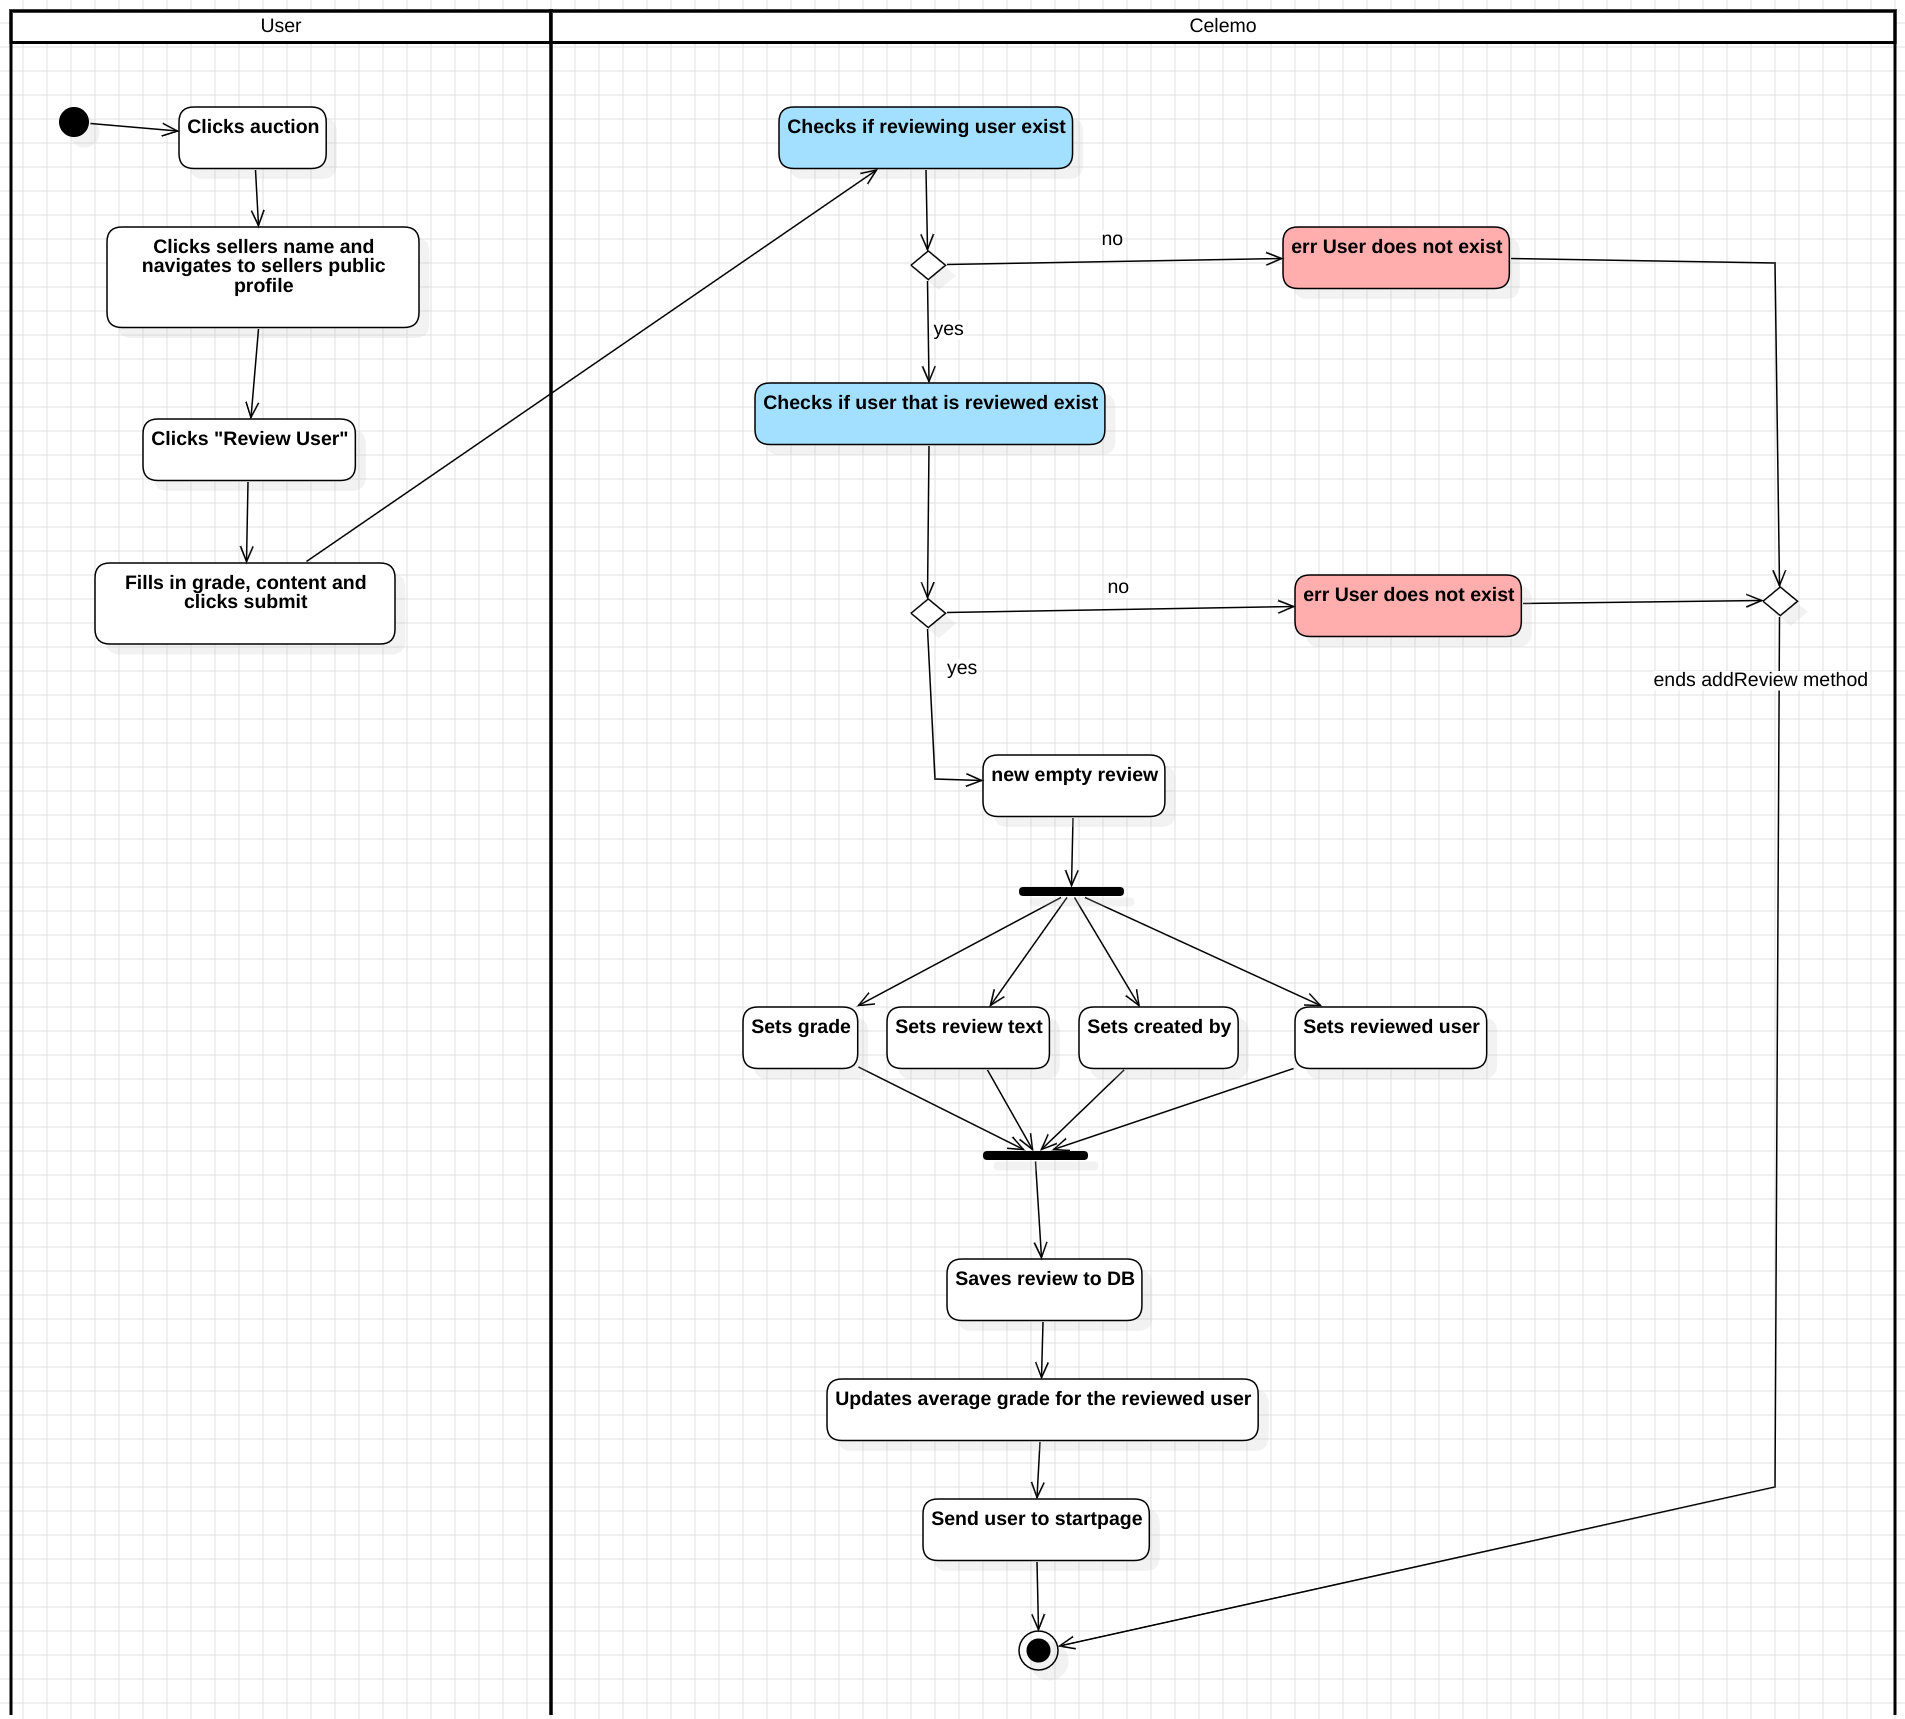 User
Celemo
Clicks auction
Clicks sellers name and
navigates to sellers public
profile
Clicks "Review User"
Fills in grade, content and
clicks submit
Checks if reviewing user exist
no
err User does not exist
yes
Checks if user that is reviewed exist
no
err User does not exist
yes
ends addReview method
new empty review
Sets grade
Sets review text
Sets created by
Sets reviewed user
Saves review to DB
Updates average grade for the reviewed user
Send user to startpage